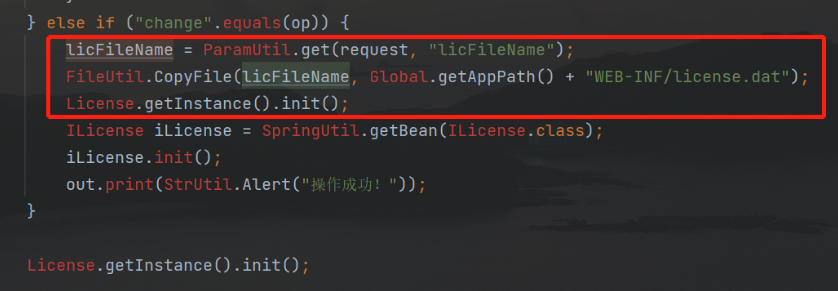 } else if ("change".equals(op)) {
licFileName = ParamUtil.get(request, "licFileName");
FileUtil.CopyFile(licFileName, Global.getAppPath() + "WEB-INF/license.dat");
License.getInstance().init();
ILicense iLicense = SpringUtil.getBean(ILicense.class);
iLicense.init();
out.print(StrUtil.Alert("操作成功！"));
}
License.getInstance().init();